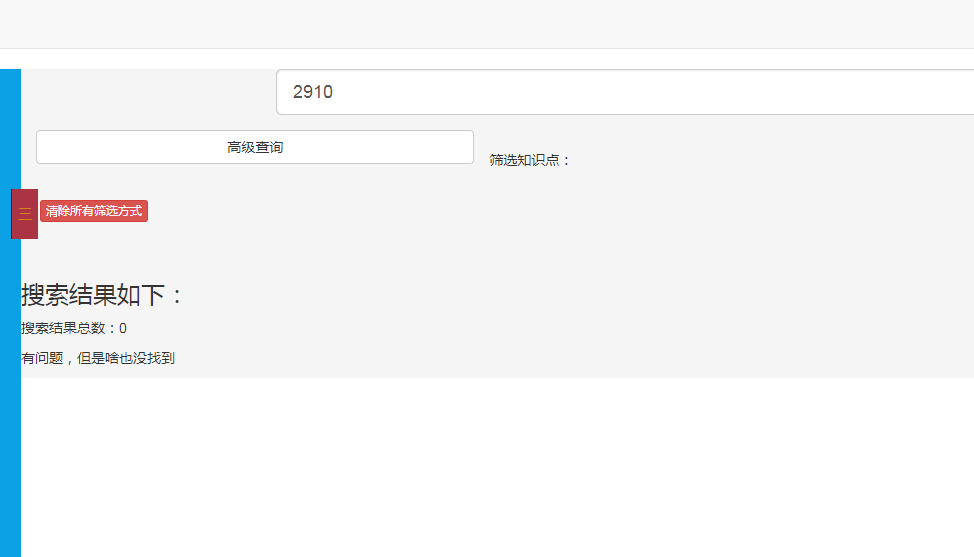 2910
高级查询
筛选知识点：
三
清除所有筛选方式
搜索结果如下：
搜索结果总数：0
有问题，但是啥也没找到